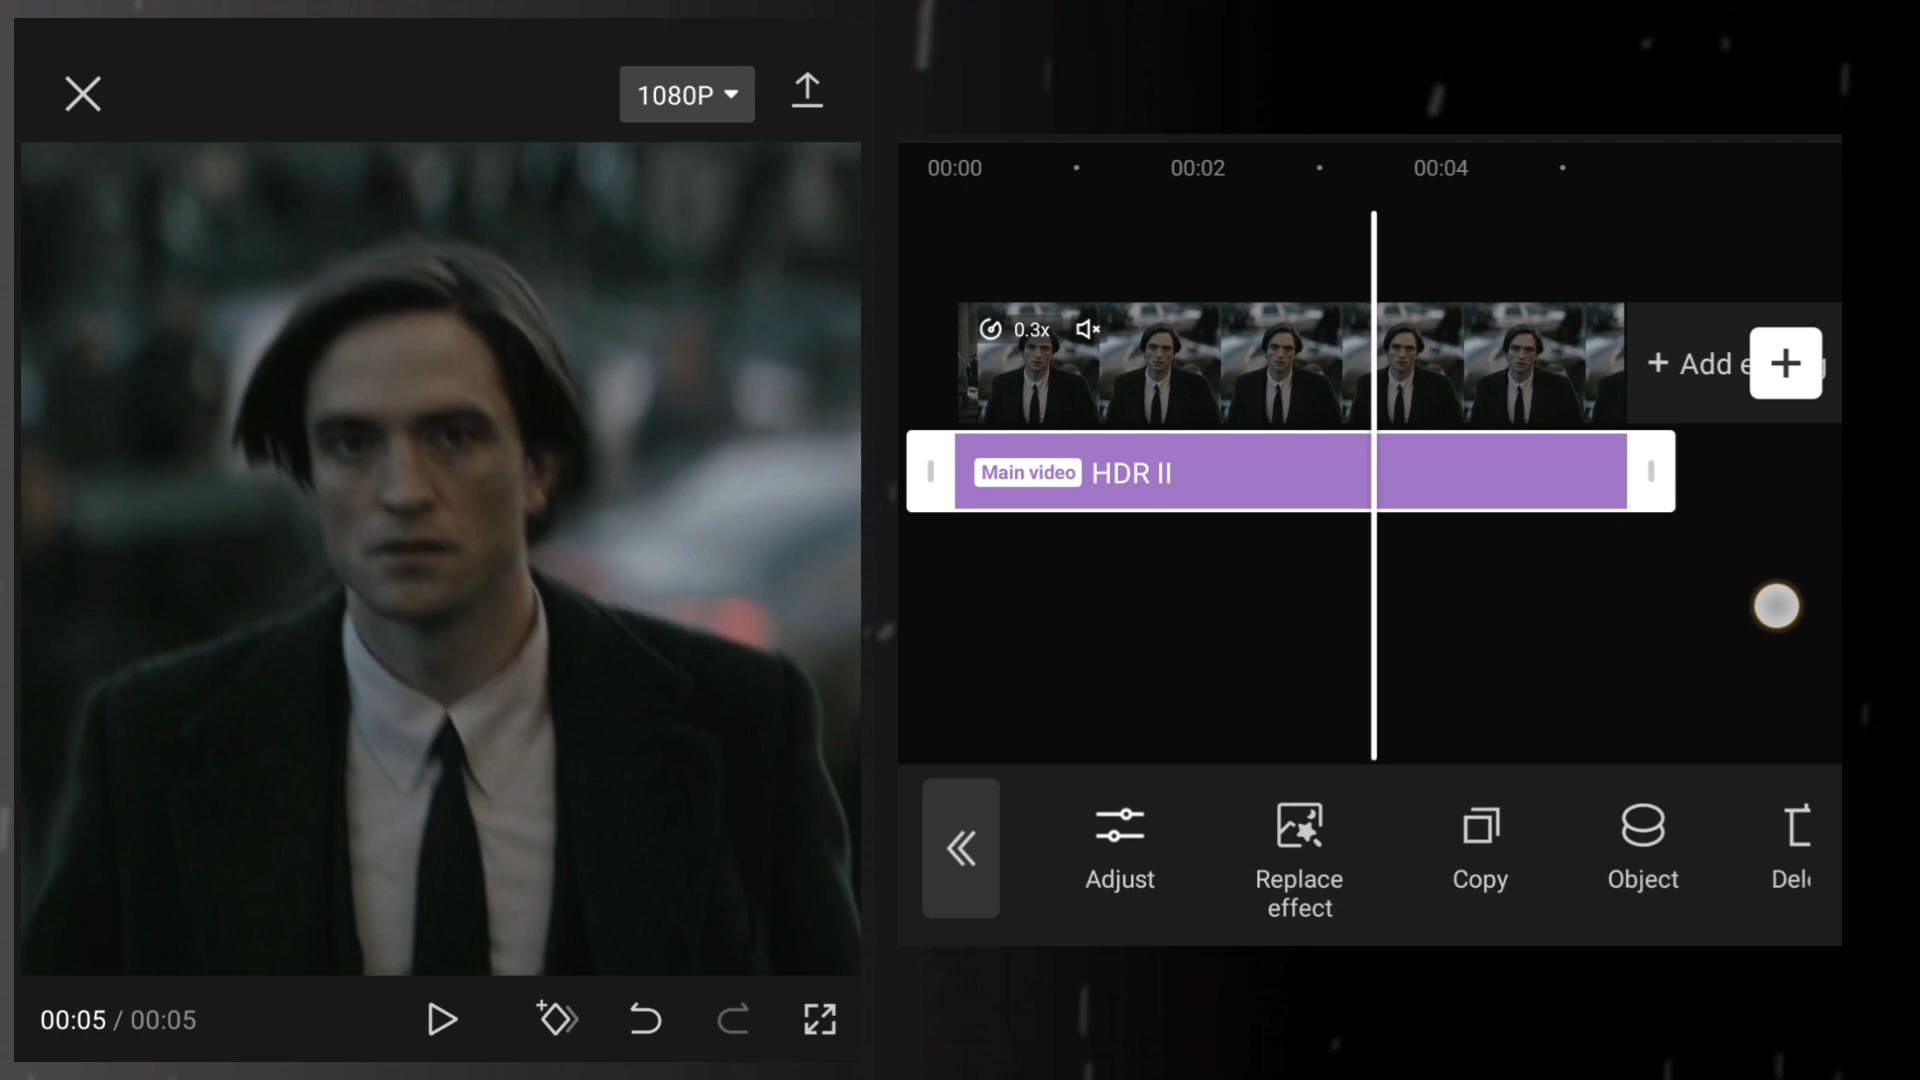 1080P
00:00
00:02
00:04
0.3x
+ Add e
Main video HDR II
Adjust
Replace
effect
Copy
Object
Del
00:05 / 00:05